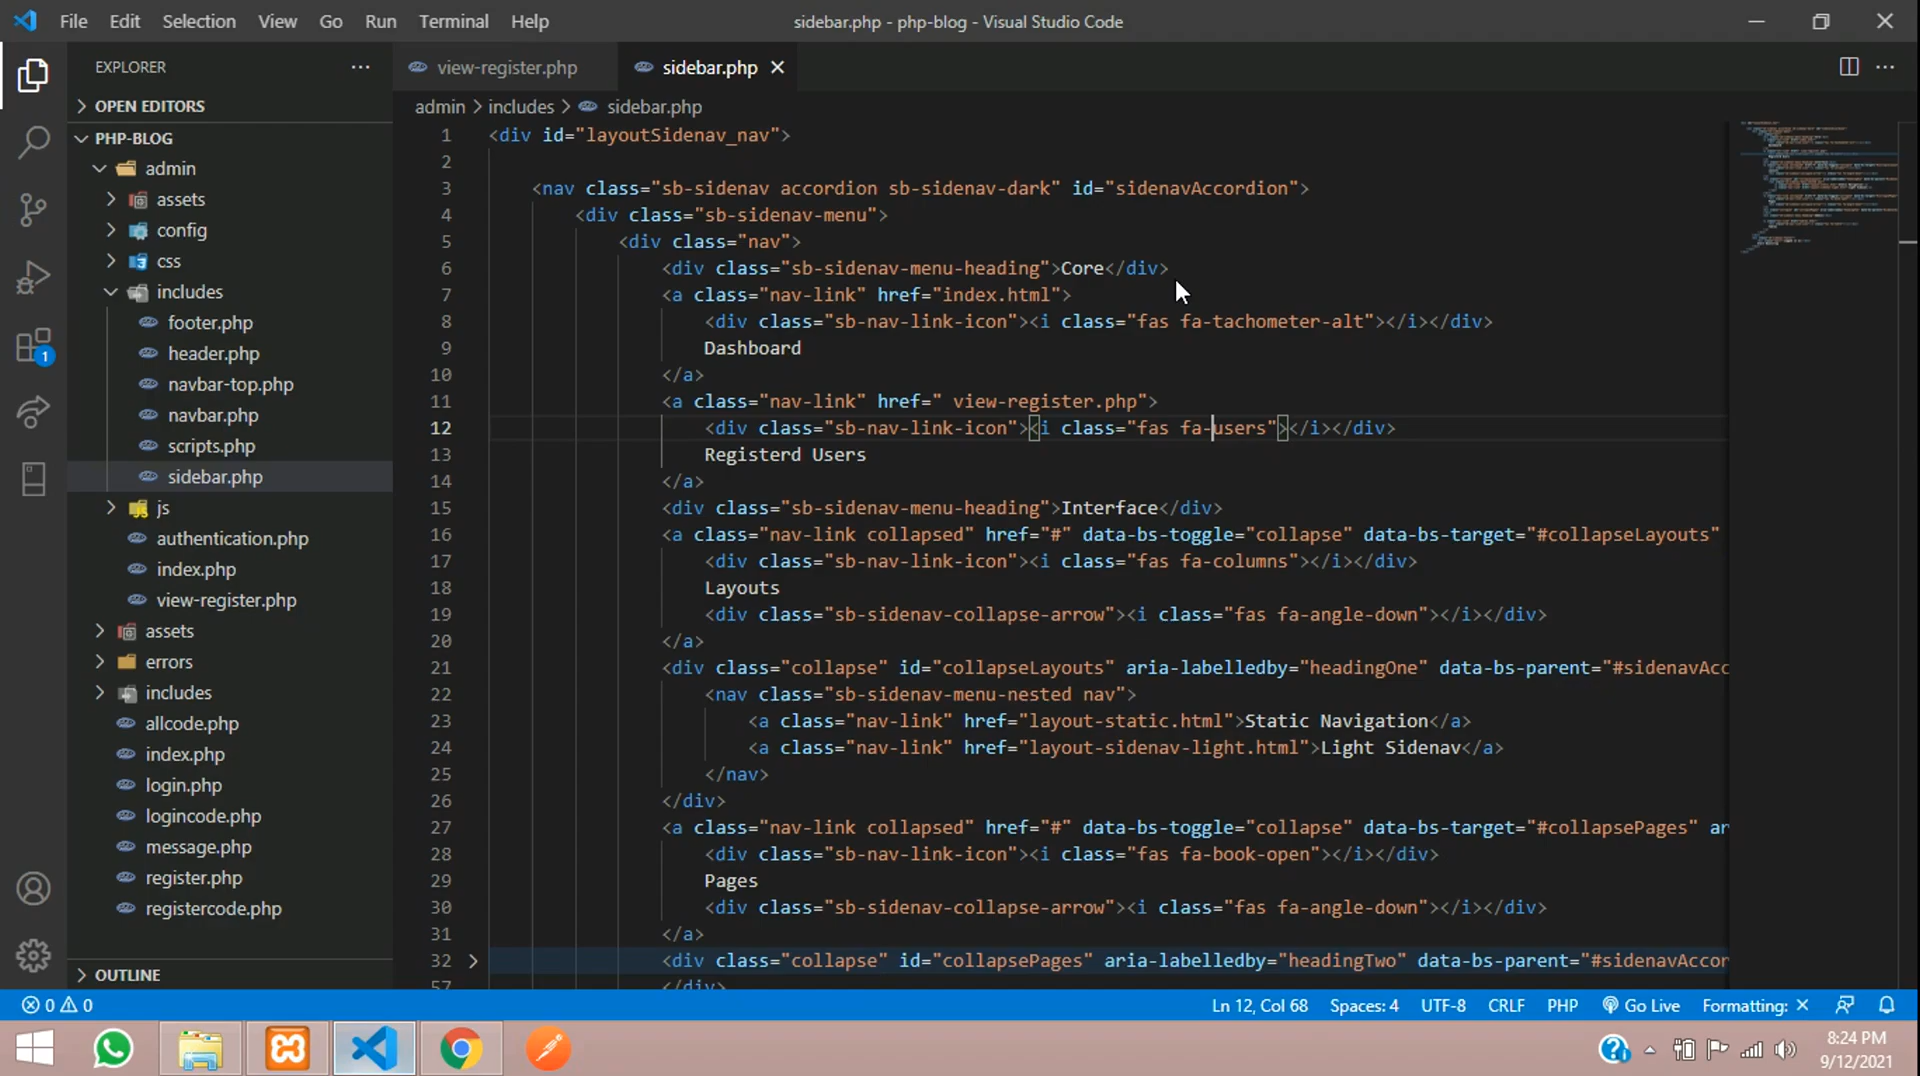 File Edit Selection View Go Run Terminal Help
sidebar.php - php-blog - Visual Studio Code
EXPLORER
OPEN EDITORS
PHP-BLOG
admin
assets
config
css
includes
footer.php
header.php
navbar-top.php
navbar.php
scripts.php
sidebar.php
js
authentication.php
index.php
view-register.php
assets
errors
includes
allcode.php
index.php
login.php
logincode.php
message.php
register.php
registercode.php
OUTLINE
view-register.php
sidebar.php
admin > includes > sidebar.php
1 <div id="layoutSidenav_nav">
2
3 <nav class="sb-sidenav accordion sb-sidenav-dark" id="sidenavAccordion">
4 <div class="sb-sidenav-menu">
5 <div class="nav">
6 <div class="sb-sidenav-menu-heading">Core</div>
7 <a class="nav-link" href="index.html">
8 <div class="sb-nav-link-icon"><i class="fas fa-tachometer-alt"></i></div>
9 Dashboard
10 </a>
11 <a class="nav-link" href=" view-register.php">
12 <div class="sb-nav-link-icon"><i class="fas fa-users"></i></div>
13 Registerd Users
14 </a>
15 <div class="sb-sidenav-menu-heading">Interface</div>
16 <a class="nav-link collapsed" href="#" data-bs-toggle="collapse" data-bs-target="#collapseLayouts"
17 <div class="sb-nav-link-icon"><i class="fas fa-columns"></i></div>
18 Layouts
19 <div class="sb-sidenav-collapse-arrow"><i class="fas fa-angle-down"></i></div>
20 </a>
21 <div class="collapse" id="collapseLayouts" aria-labelledby="headingOne" data-bs-parent="#sidenavAcc
22 <nav class="sb-sidenav-menu-nested nav">
23 <a class="nav-link" href="layout-static.html">Static Navigation</a>
24 <a class="nav-link" href="layout-sidenav-light.html">Light Sidenav</a>
25 </nav>
26 </div>
27 <a class="nav-link collapsed" href="#" data-bs-toggle="collapse" data-bs-target="#collapsePages" ar
28 <div class="sb-nav-link-icon"><i class="fas fa-book-open"></i></div>
29 Pages
30 <div class="sb-sidenav-collapse-arrow"><i class="fas fa-angle-down"></i></div>
31 </a>
32 <div class="collapse" id="collapsePages" aria-labelledby="headingTwo" data-bs-parent="#sidenavAccor
57 </div>
1
0 0
Ln 12, Col 68 Spaces: 4 UTF-8 CRLF PHP Go Live Formatting: ×
8:24 PM
9/12/2021